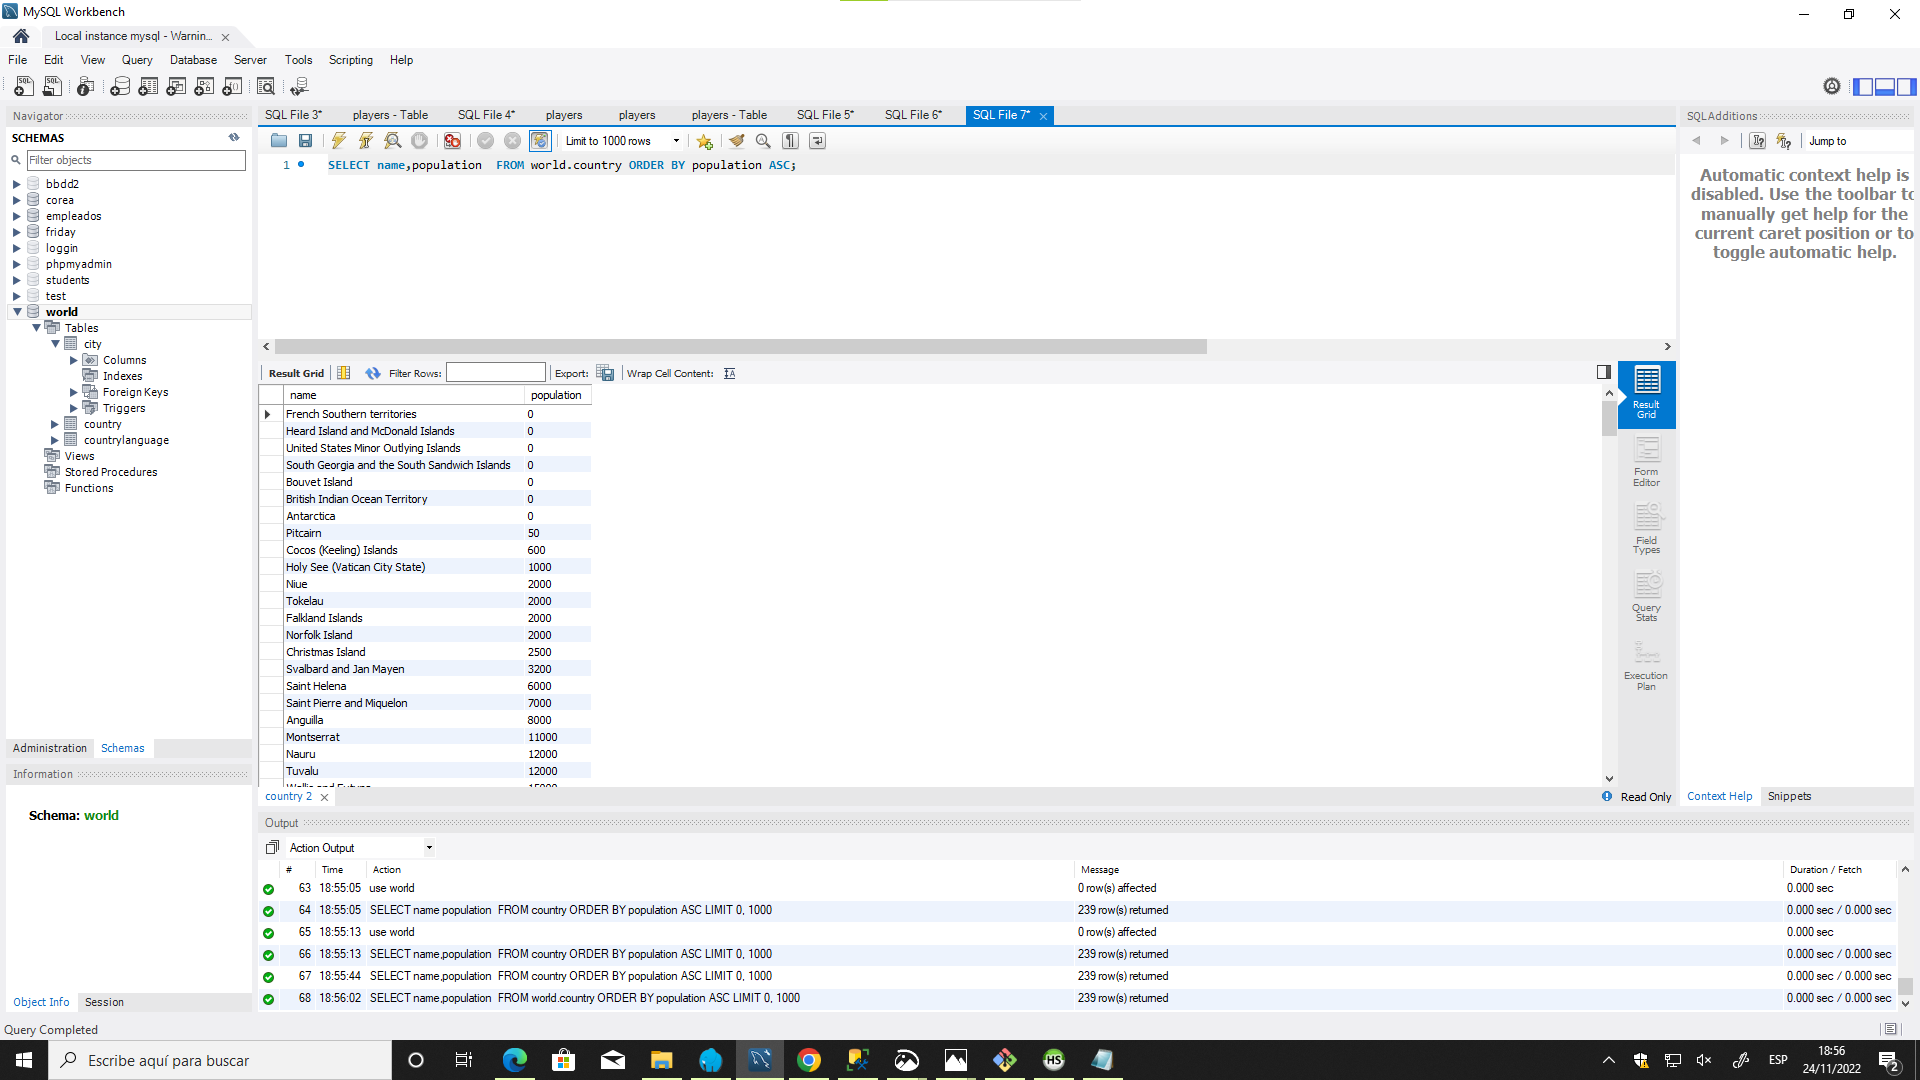 MySQL Workbench
Local instance mysql - Warnin...
File Edit View Query Database Server Tools Scripting Help
Navigator
SCHEMAS
Filter objects
bbdd2
corea
empleados
friday
loggin
phpmyadmin
students
test
world
Tables
city
Columns
Indexes
Foreign Keys
Triggers
country
countrylanguage
Views
Stored Procedures
Functions
Administration Schemas
Information
Schema: world
Object Info Session
SQL File 3* players - Table SQL File 4* players players players - Table SQL File 5* SQL File 6* SQL File 7*
Limit to 1000 rows
1 SELECT name,population  FROM world.country ORDER BY population ASC;
Result Grid Filter Rows: Export: Wrap Cell Content:
name population
French Southern territories 0
Heard Island and McDonald Islands 0
United States Minor Outlying Islands 0
South Georgia and the South Sandwich Islands 0
Bouvet Island 0
British Indian Ocean Territory 0
Antarctica 0
Pitcairn 50
Cocos (Keeling) Islands 600
Holy See (Vatican City State) 1000
Niue 2000
Tokelau 2000
Falkland Islands 2000
Norfolk Island 2000
Christmas Island 2500
Svalbard and Jan Mayen 3200
Saint Helena 6000
Saint Pierre and Miquelon 7000
Anguilla 8000
Montserrat 11000
Nauru 12000
Tuvalu 12000
Result Grid
Form Editor
Field Types
Query Stats
Execution Plan
country 2
Read Only
SQLAdditions
Jump to
Automatic context help is
disabled. Use the toolbar to
manually get help for the
current caret position or to
toggle automatic help.
Context Help Snippets
Output
Action Output
# Time Action Message Duration / Fetch
63 18:55:05 use world 0 row(s) affected 0.000 sec
64 18:55:05 SELECT name population  FROM country ORDER BY population ASC LIMIT 0, 1000 239 row(s) returned 0.000 sec / 0.000 sec
65 18:55:13 use world 0 row(s) affected 0.000 sec
66 18:55:13 SELECT name,population  FROM country ORDER BY population ASC LIMIT 0, 1000 239 row(s) returned 0.000 sec / 0.000 sec
67 18:55:44 SELECT name,population  FROM country ORDER BY population ASC LIMIT 0, 1000 239 row(s) returned 0.000 sec / 0.000 sec
68 18:56:02 SELECT name,population  FROM world.country ORDER BY population ASC LIMIT 0, 1000 239 row(s) returned 0.000 sec / 0.000 sec
Query Completed
Escribe aquí para buscar
HS
ESP
18:56
24/11/2022
2